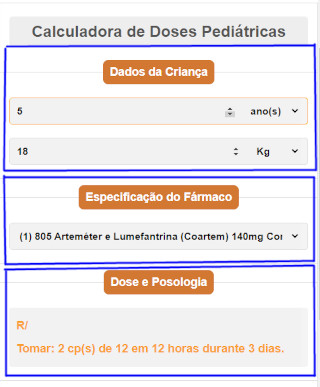 Calculadora de Doses Pediátricas
Dados da Criança
5 ano(s)
18 Kg
Especificação do Fármaco
(1) 805 Arteméter e Lumefantrina (Coartem) 140mg Cor
Dose e Posologia
R/
Tomar: 2 cp(s) de 12 em 12 horas durante 3 dias.